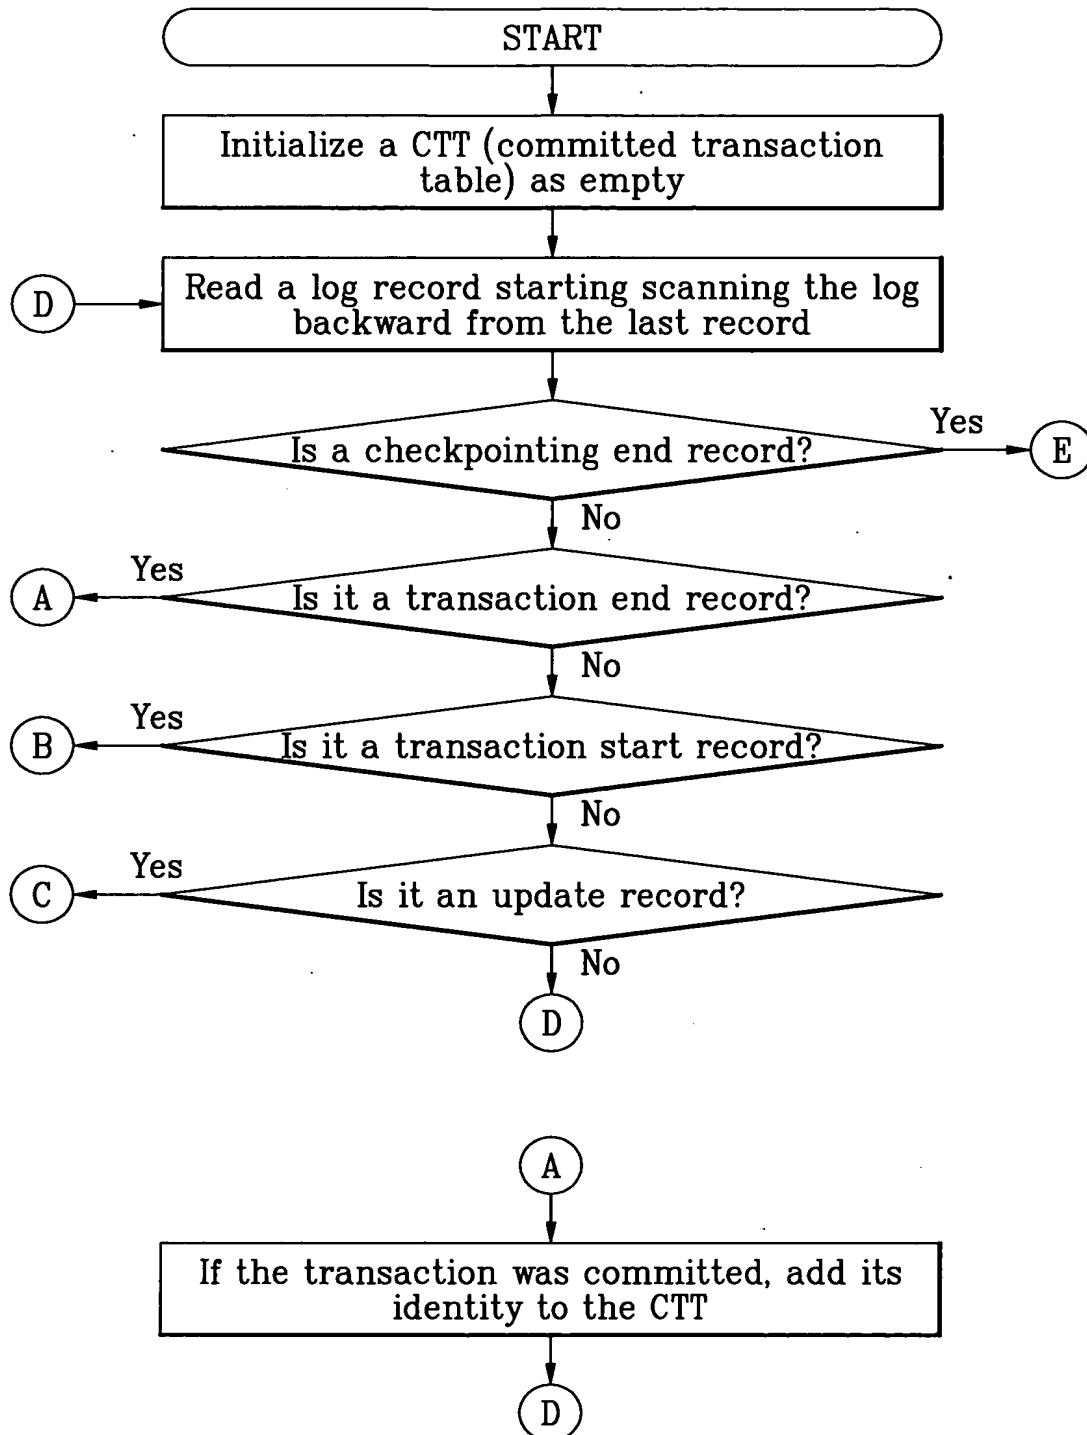 START
Initialize a CTT (committed transaction
table) as empty
D
Read a log record starting scanning the log
backward from the last record
Is a checkpointing end record?
Yes
E
No
Yes
A
Is it a transaction end record?
No
Yes
B
Is it a transaction start record?
No
Yes
C
Is it an update record?
No
D
A
If the transaction was committed, add its
identity to the CTT
D